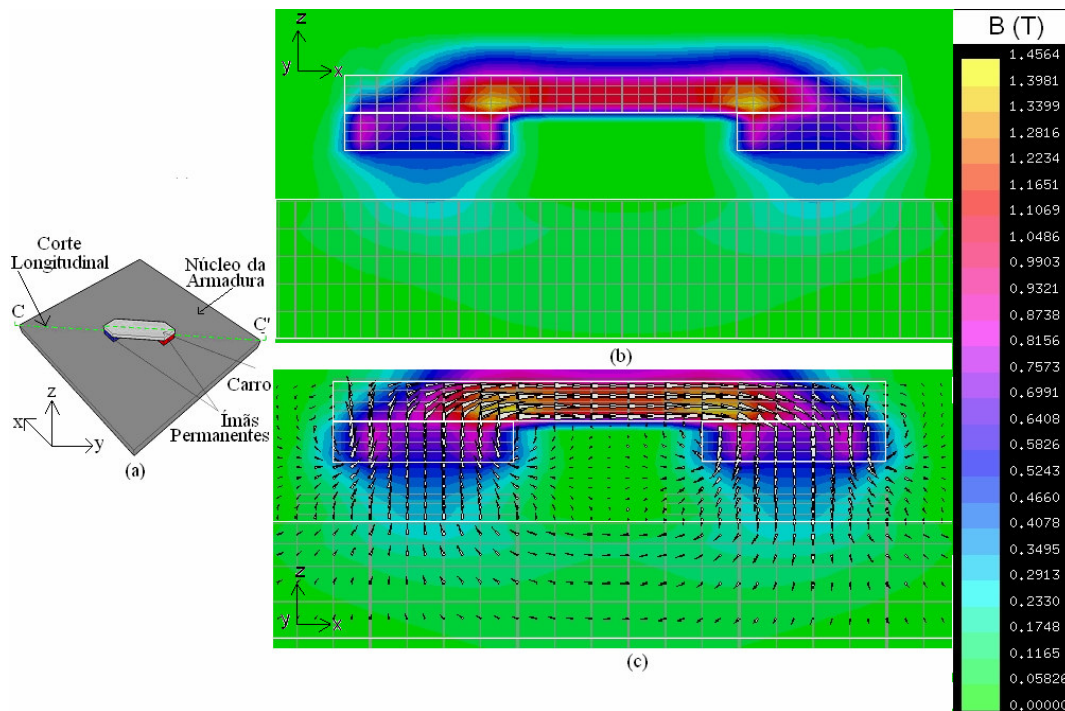 z
y x
(b)
B (T)
1.4564
1.3981
1.3399
1.2816
1.2234
1.1651
1.1069
1.0486
0.9903
0.9321
0.8738
0.8156
0.7573
0.6991
0.6408
0.5826
0.5243
0.4660
0.4078
0.3495
0.2913
0.2330
0.1748
0.1165
0.05826
0.00000
Corte
Longitudinal
Núcleo da
Armadura
C
C"
Carro
Ímãs
Permanentes
z
x
y
(a)
z
y x
(c)